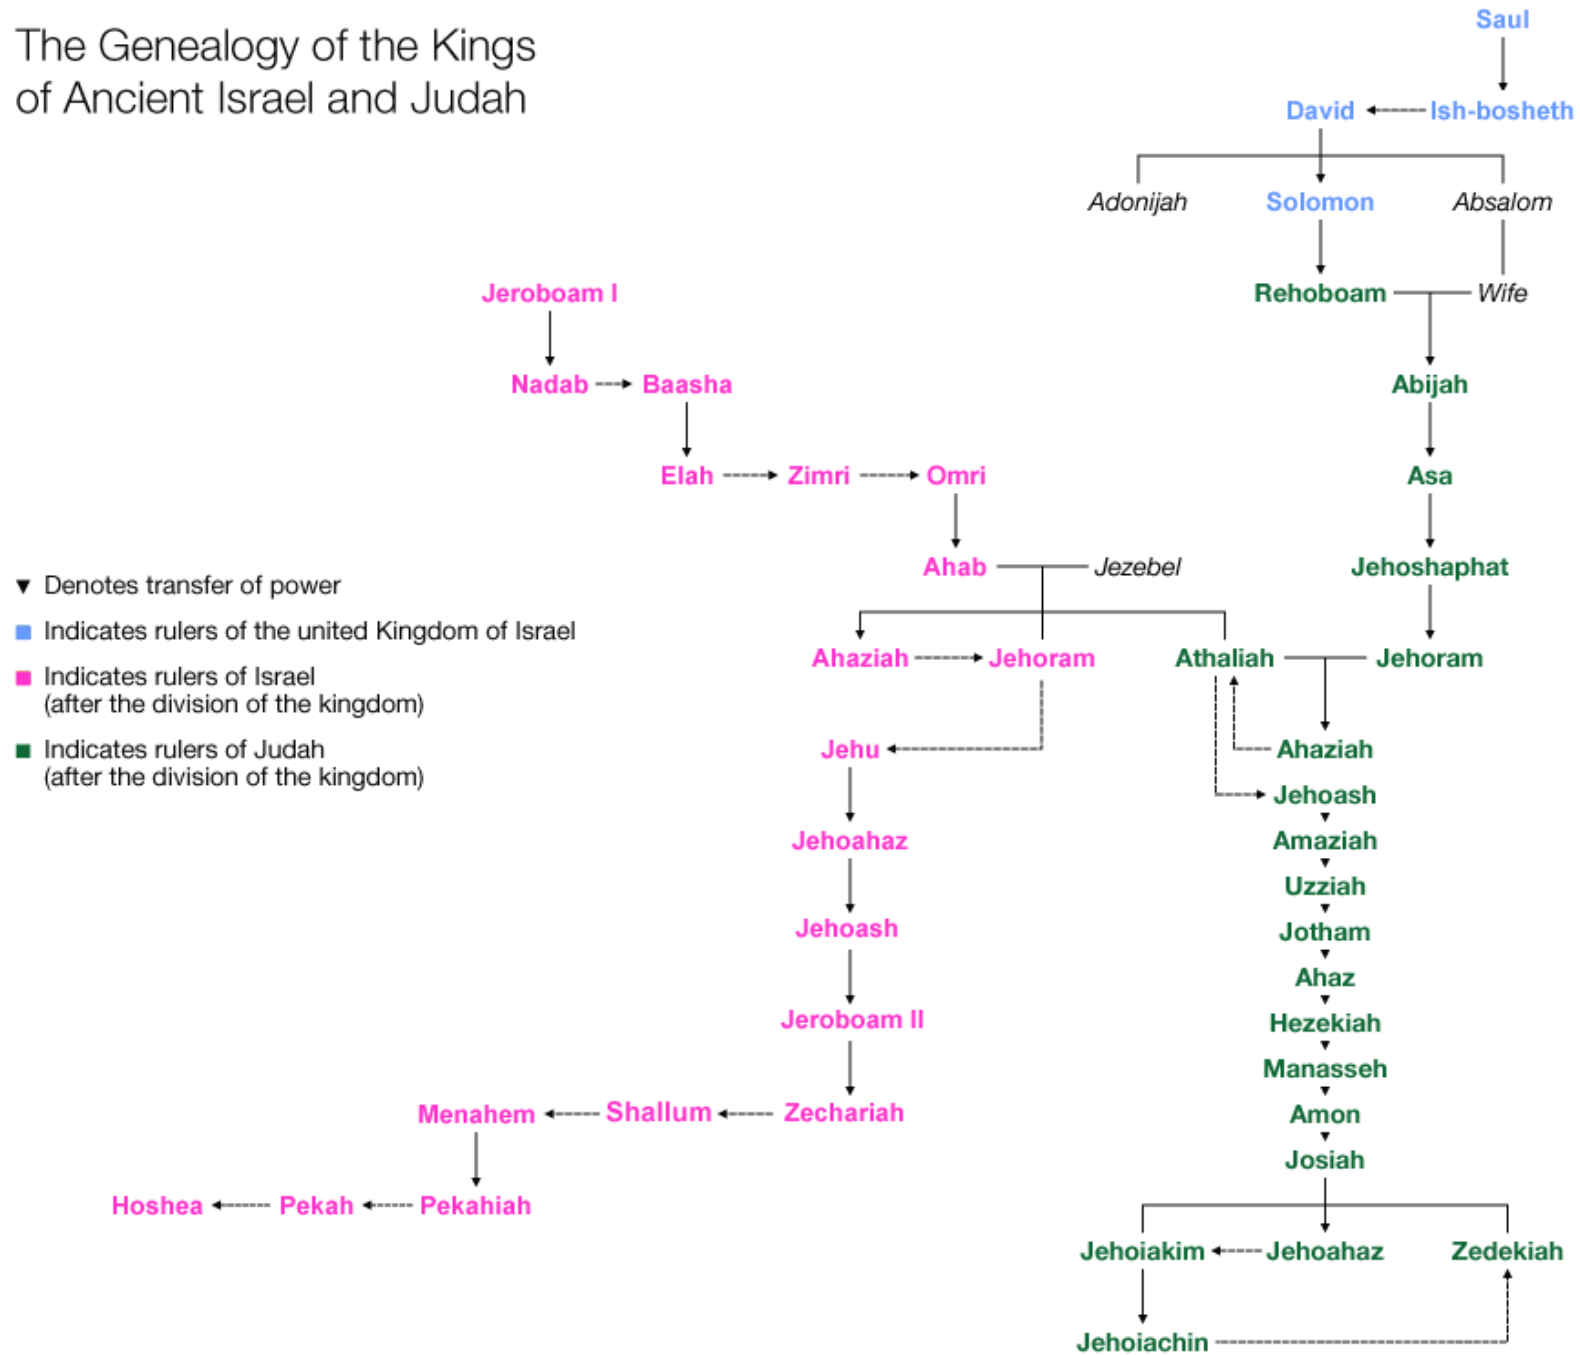 The Genealogy of the Kings
of Ancient Israel and Judah
Saul
David
Ish-bosheth
Adonijah
Solomon
Absalom
Jeroboam I
Rehoboam
Wife
Nadab
Baasha
Abijah
Elah
Zimri
Omri
Asa
Ahab
Jezebel
Jehoshaphat
Denotes transfer of power
Indicates rulers of the united Kingdom of Israel
Indicates rulers of Israel
(after the division of the kingdom)
Indicates rulers of Judah
(after the division of the kingdom)
Ahaziah
Jehoram
Athaliah
Jehoram
Jehu
Ahaziah
Jehoash
Jehoahaz
Amaziah
Uzziah
Jehoash
Jotham
Ahaz
Jeroboam II
Hezekiah
Manasseh
Menahem
Shallum
Zechariah
Amon
Josiah
Hoshea
Pekah
Pekahiah
Jehoiakim
Jehoahaz
Zedekiah
Jehoiachin